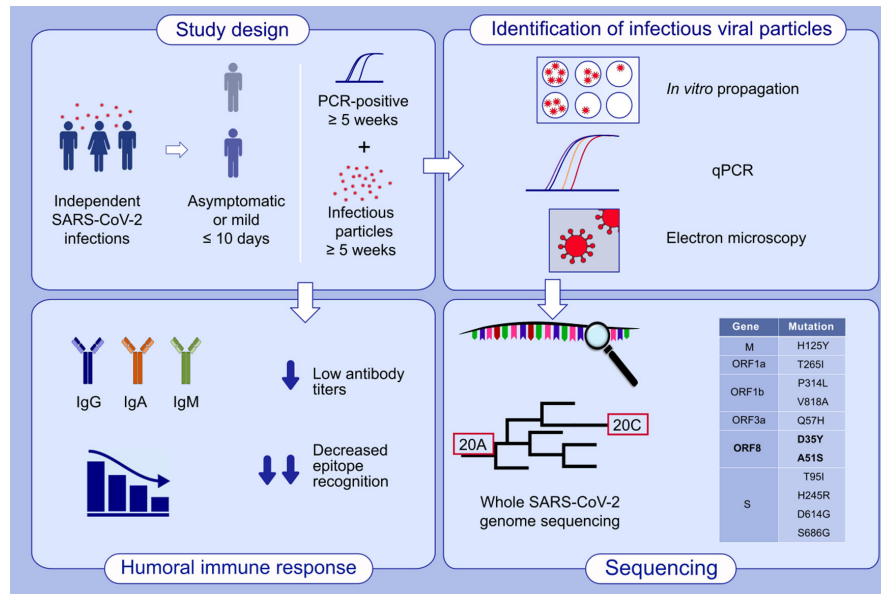 Study design
Independent
SARS-CoV-2
infections
Asymptomatic
or mild
≤ 10 days
PCR-positive
≥ 5 weeks
+
Infectious
particles
≥ 5 weeks
Identification of infectious viral particles
In vitro propagation
qPCR
Electron microscopy
IgG IgA IgM
Low antibody
titers
Decreased
epitope
recognition
Humoral immune response
20A
20C
Whole SARS-CoV-2
genome sequencing
Gene Mutation
M H125Y
ORF1a T265I
ORF1b P314L
V818A
ORF3a Q57H
ORF8 D35Y
A51S
S T95I
H245R
D614G
S686G
Sequencing